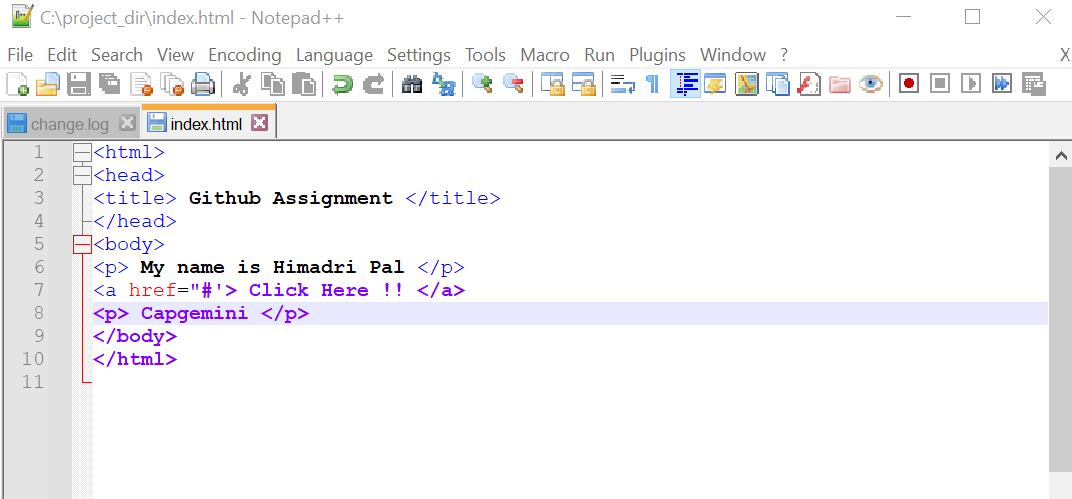 C:\project_dir\index.html - Notepad++
File Edit Search View Encoding Language Settings Tools Macro Run Plugins Window ? X
change.log index.html
1 <html>
2 <head>
3 <title> Github Assignment </title>
4 </head>
5 <body>
6 <p> My name is Himadri Pal </p>
7 <a href="#'> Click Here !! </a>
8 <p> Capgemini </p>
9 </body>
10 </html>
11